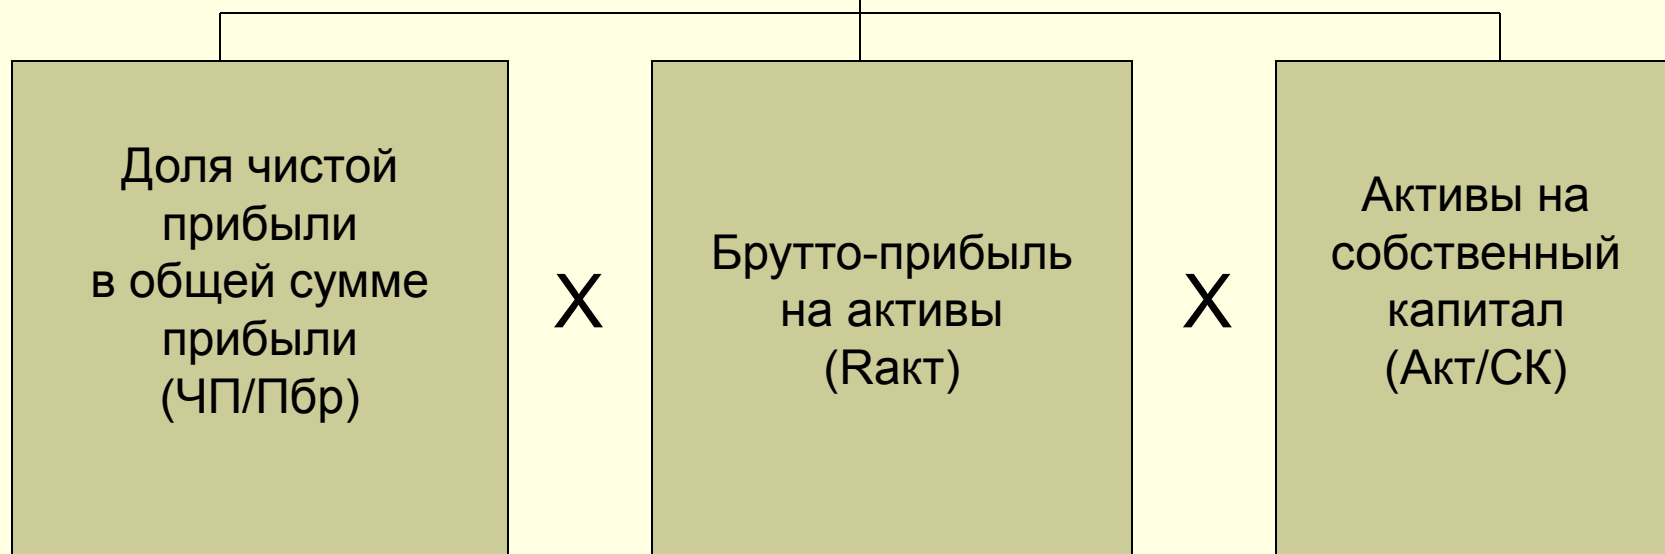 Доля чистой
прибыли
в общей сумме
прибыли
(ЧП/Пбр)
X
Брутто-прибыль
на активы
(Rакт)
X
Активы на
собственный
капитал
(Акт/СК)